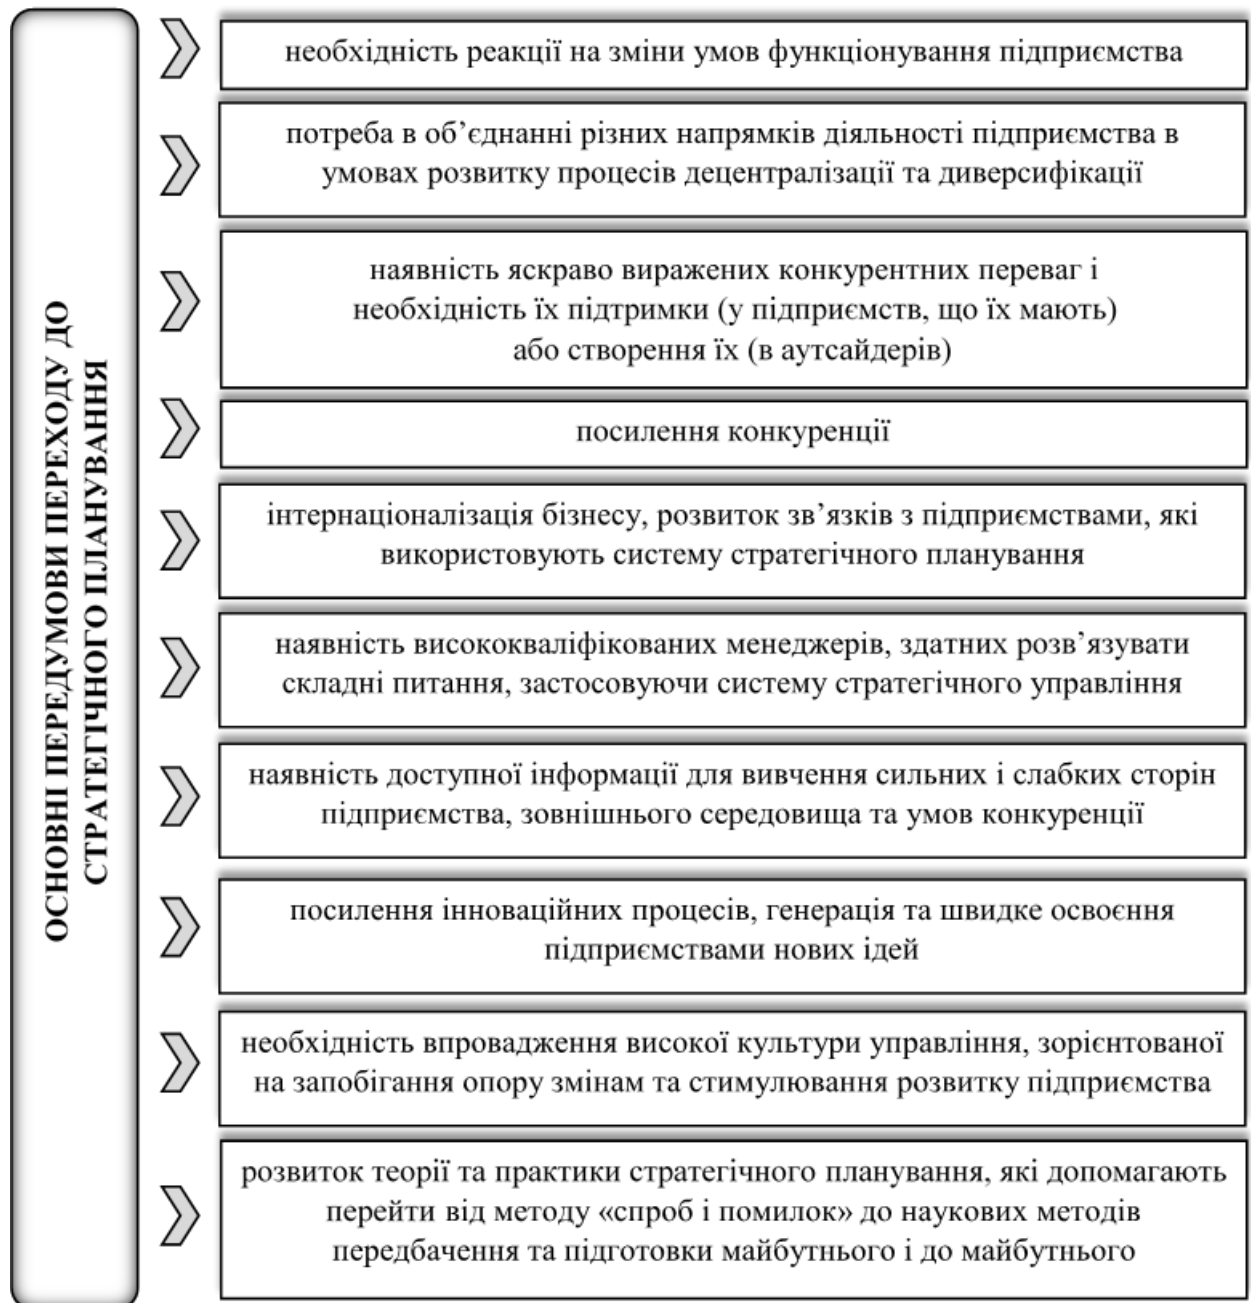 ОСНОВНІ ПЕРЕДУМОВИ ПЕРЕХОДУ ДО
СТРАТЕГІЧНОГО ПЛАНУВАННЯ
необхідність реакції на зміни умов функціонування підприємства
потреба в об’єднанні різних напрямків діяльності підприємства в
умовах розвитку процесів децентралізації та диверсифікації
наявність яскраво виражених конкурентних переваг і
необхідність їх підтримки (у підприємств, що їх мають)
або створення їх (в аутсайдерів)
посилення конкуренції
інтернаціоналізація бізнесу, розвиток зв’язків з підприємствами, які
використовують систему стратегічного планування
наявність висококваліфікованих менеджерів, здатних розв’язувати
складні питання, застосовуючи систему стратегічного управління
наявність доступної інформації для вивчення сильних і слабких сторін
підприємства, зовнішнього середовища та умов конкуренції
посилення інноваційних процесів, генерація та швидке освоєння
підприємствами нових ідей
необхідність впровадження високої культури управління, зорієнтованої
на запобігання опору змінам та стимулювання розвитку підприємства
розвиток теорії та практики стратегічного планування, які допомагають
перейти від методу «спроб і помилок» до наукових методів
передбачення та підготовки майбутнього і до майбутнього